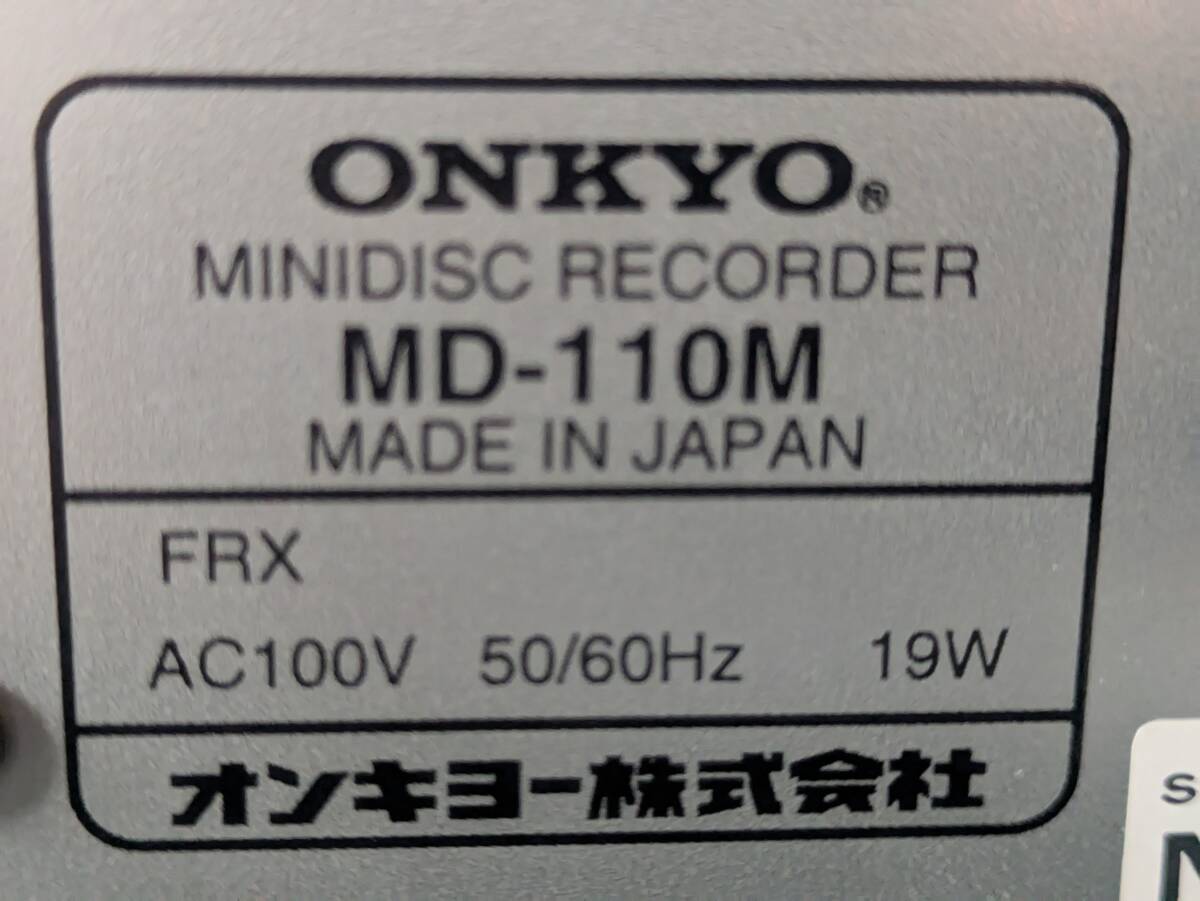 ONKYO®
MINIDISC RECORDER
MD-110M
MADE IN JAPAN
FRX
AC100V 50/60Hz 19W
オンキヨー株式会社